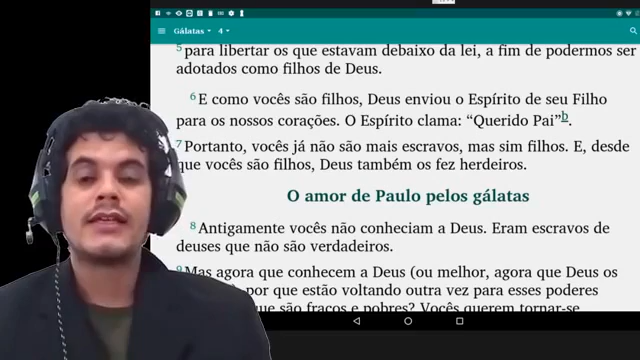 Gálatas 4
5 para libertar os que estavam debaixo da lei, a fim de podermos ser
adotados como filhos de Deus.
6 E como vocês são filhos, Deus enviou o Espírito de seu Filho
para os nossos corações. O Espírito clama: “Querido Pai”b.
7 Portanto, vocês já não são mais escravos, mas sim filhos. E, desde
que vocês são filhos, Deus também os fez herdeiros.
O amor de Paulo pelos gálatas
8 Antigamente vocês não conheciam a Deus. Eram escravos de
deuses que não são verdadeiros.
9 Mas agora que conhecem a Deus (ou melhor, agora que Deus os
por que estão voltando outra vez para esses poderes
que são fracos e pobres? Vocês querem tornar-se